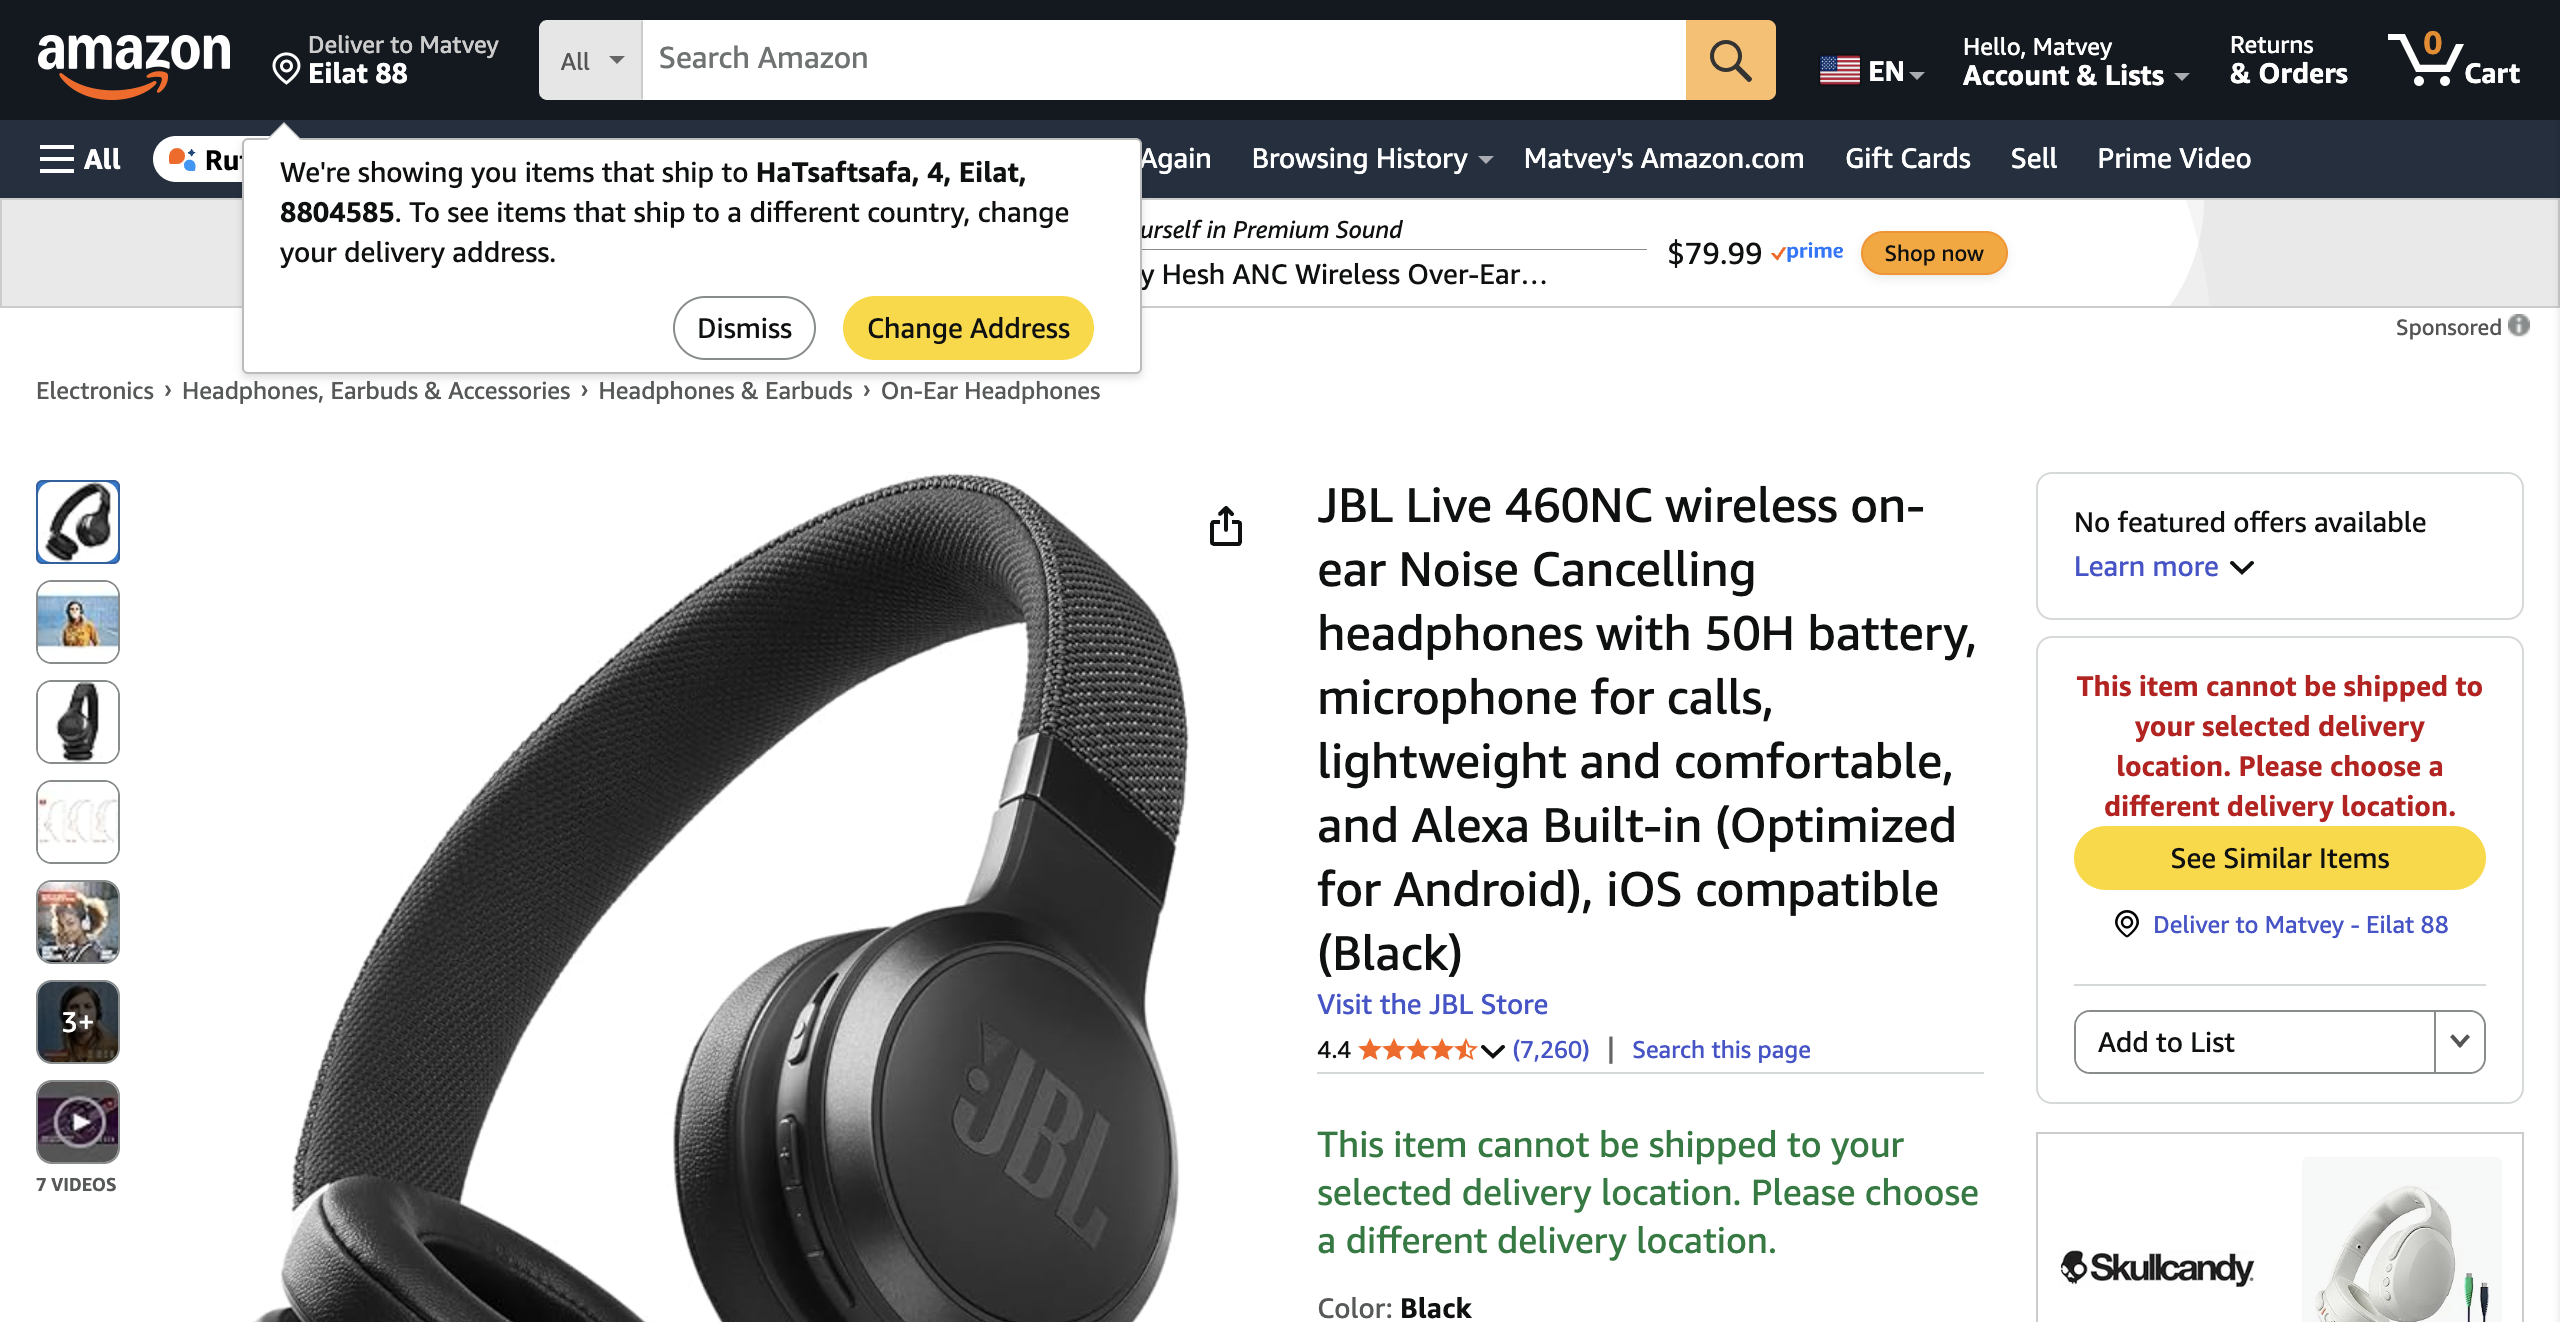 amazon
Deliver to Matvey
Eilat 88
All
Search Amazon
EN
Hello, Matvey
Account & Lists
Returns
& Orders
0
Cart
All
Again
Browsing History
Matvey's Amazon.com
Gift Cards
Sell
Prime Video
We're showing you items that ship to HaTsaftsafa, 4, Eilat,
8804585. To see items that ship to a different country, change
your delivery address.
Dismiss
Change Address
urself in Premium Sound
y Hesh ANC Wireless Over-Ear…
$79.99
prime
Shop now
Sponsored
Electronics › Headphones, Earbuds & Accessories › Headphones & Earbuds › On-Ear Headphones
3+
7 VIDEOS
JBL
JBL Live 460NC wireless on-
ear Noise Cancelling
headphones with 50H battery,
microphone for calls,
lightweight and comfortable,
and Alexa Built-in (Optimized
for Android), iOS compatible
(Black)
Visit the JBL Store
4.4 (7,260) | Search this page
This item cannot be shipped to your
selected delivery location. Please choose
a different delivery location.
Color: Black
No featured offers available
Learn more
This item cannot be shipped to
your selected delivery
location. Please choose a
different delivery location.
See Similar Items
Deliver to Matvey - Eilat 88
Add to List
Skullcandy